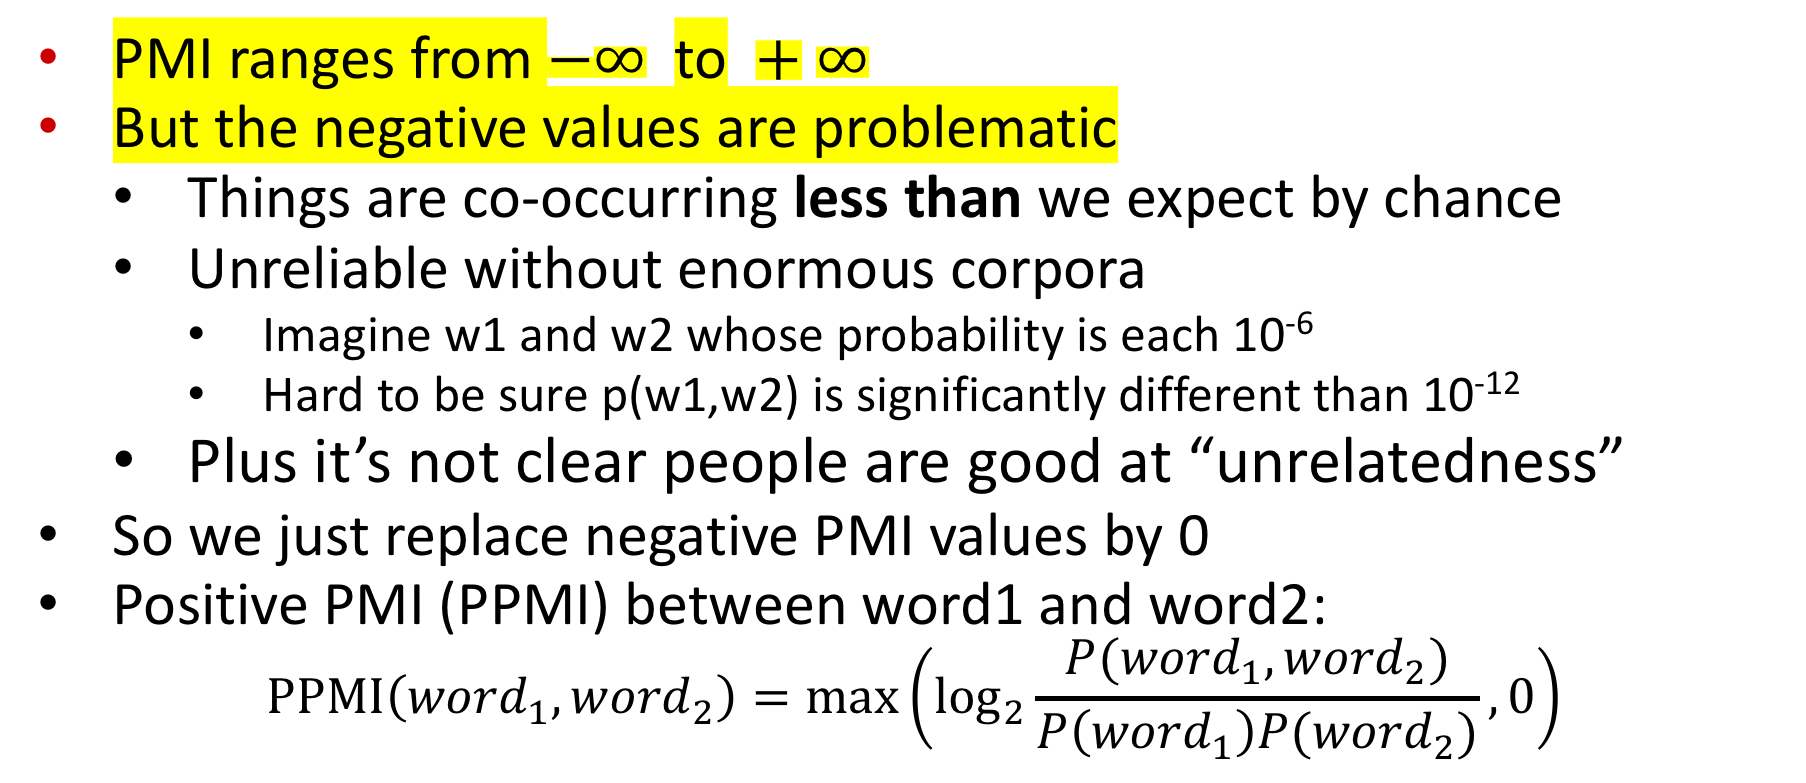 • PMI ranges from −∞ to + ∞
• But the negative values are problematic
• Things are co-occurring less than we expect by chance
• Unreliable without enormous corpora
• Imagine w1 and w2 whose probability is each 10⁻⁶
• Hard to be sure p(w1,w2) is significantly different than 10⁻¹²
• Plus it’s not clear people are good at “unrelatedness”
• So we just replace negative PMI values by 0
• Positive PMI (PPMI) between word1 and word2:
PPMI(word₁, word₂) = max(log₂ P(word₁, word₂) / P(word₁)P(word₂), 0)